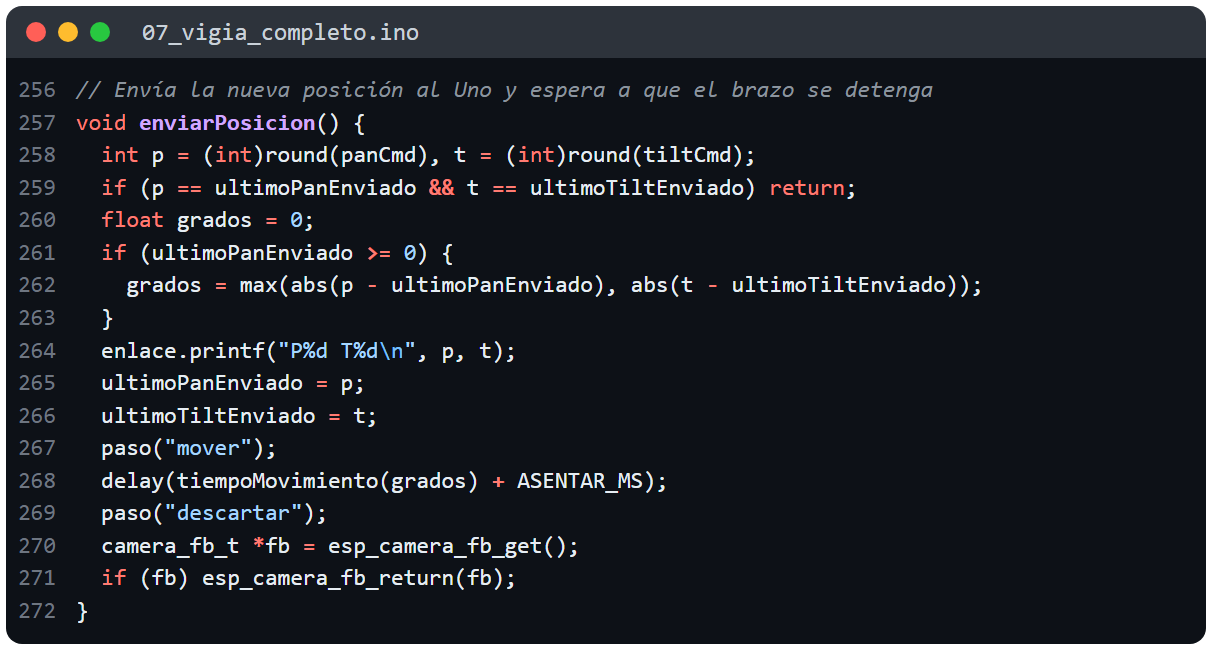 07_vigia_completo.ino
256 // Envía la nueva posición al Uno y espera a que el brazo se detenga
257 void enviarPosicion() {
258   int p = (int)round(panCmd), t = (int)round(tiltCmd);
259   if (p == ultimoPanEnviado && t == ultimoTiltEnviado) return;
260   float grados = 0;
261   if (ultimoPanEnviado >= 0) {
262     grados = max(abs(p - ultimoPanEnviado), abs(t - ultimoTiltEnviado));
263   }
264   enlace.printf("P%d T%d\n", p, t);
265   ultimoPanEnviado = p;
266   ultimoTiltEnviado = t;
267   paso("mover");
268   delay(tiempoMovimiento(grados) + ASENTAR_MS);
269   paso("descartar");
270   camera_fb_t *fb = esp_camera_fb_get();
271   if (fb) esp_camera_fb_return(fb);
272 }